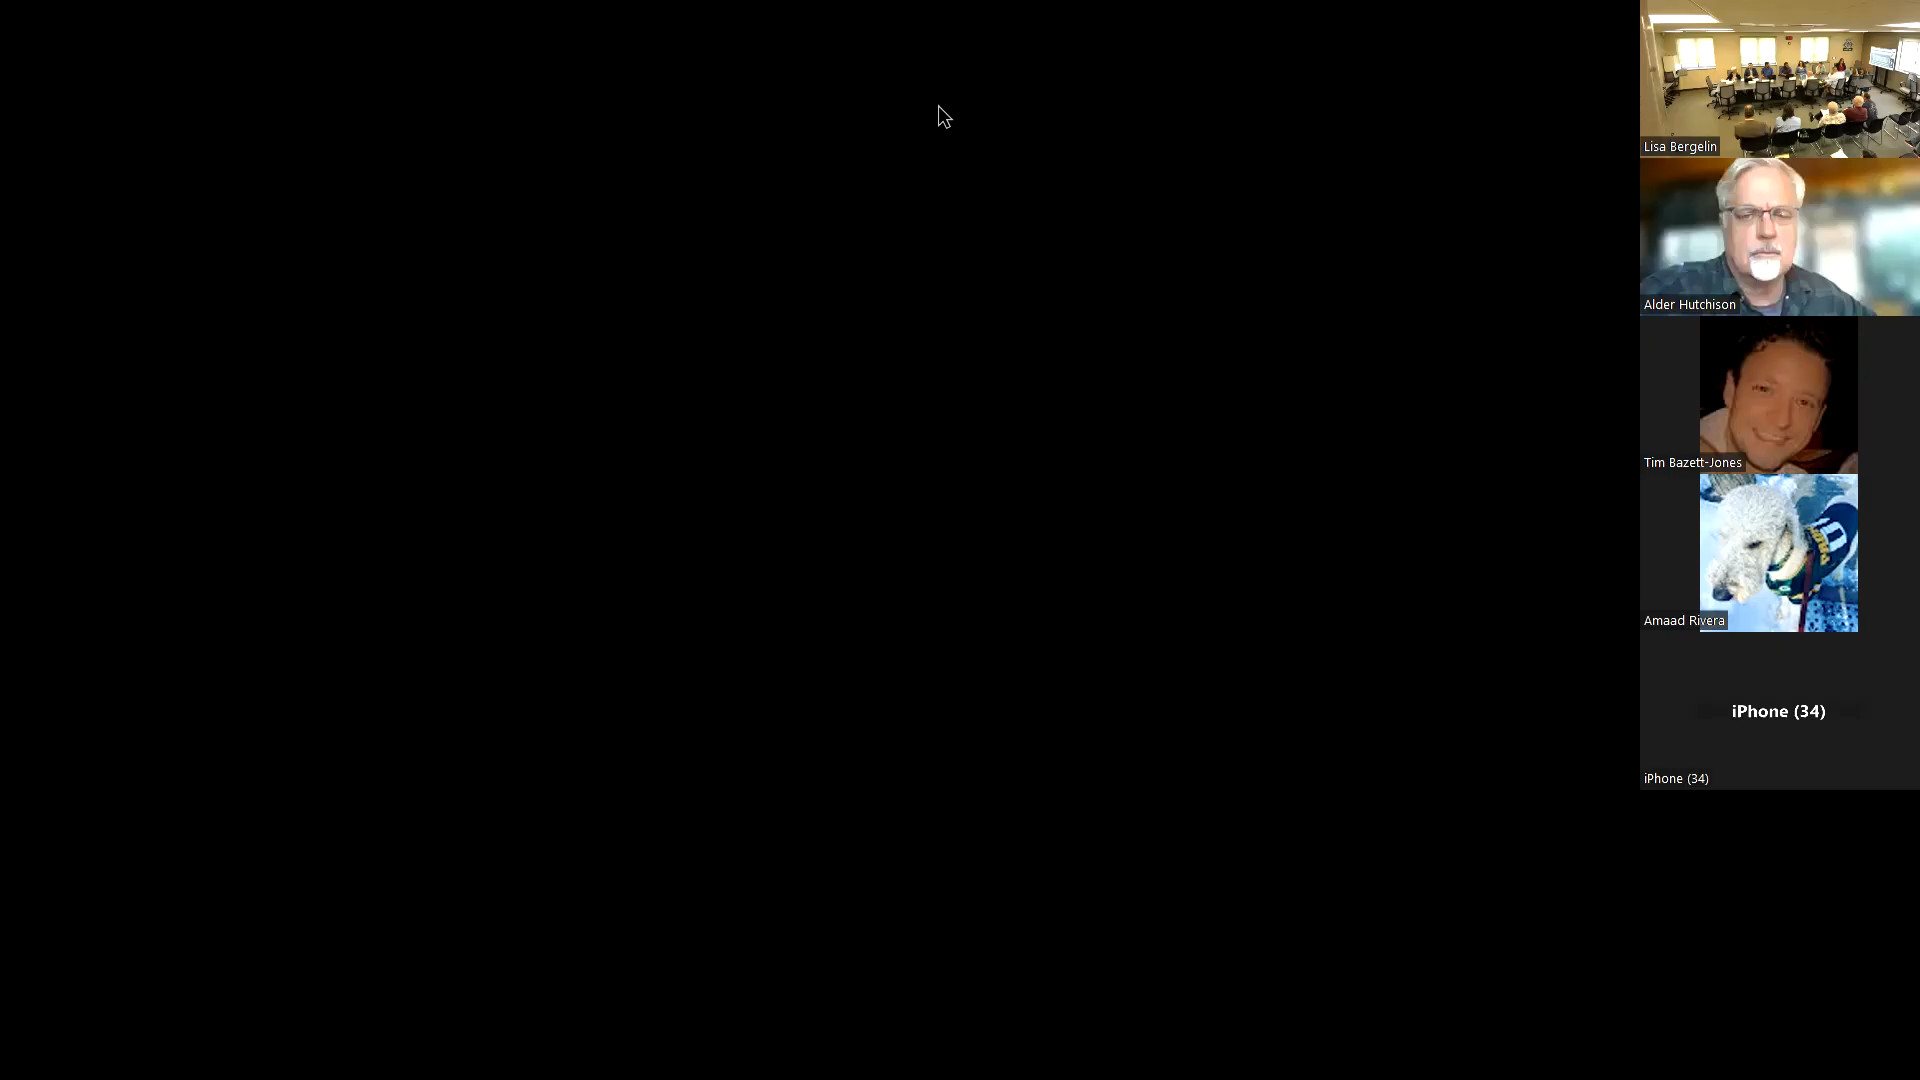 Lisa Bergelin
Alder Hutchison
Tim Bazett-Jones
Amaad Rivera
iPhone (34)
iPhone (34)